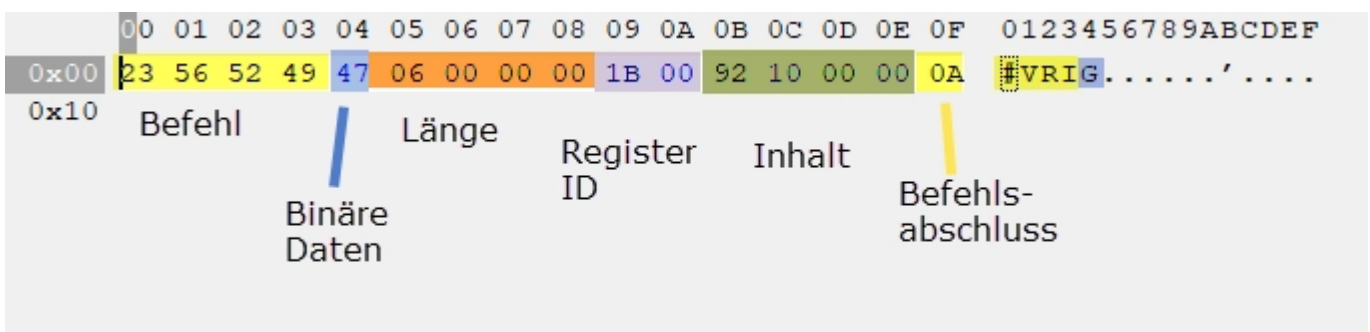 00 01 02 03 04 05 06 07 08 09 0A 0B 0C 0D 0E 0F 0123456789ABCDEF
0x00 23 56 52 49 47 06 00 00 00 1B 00 92 10 00 00 0A #VRIG......’....
0x10
Befehl
Länge
Register
ID
Inhalt
Binäre
Daten
Befehls-
abschluss